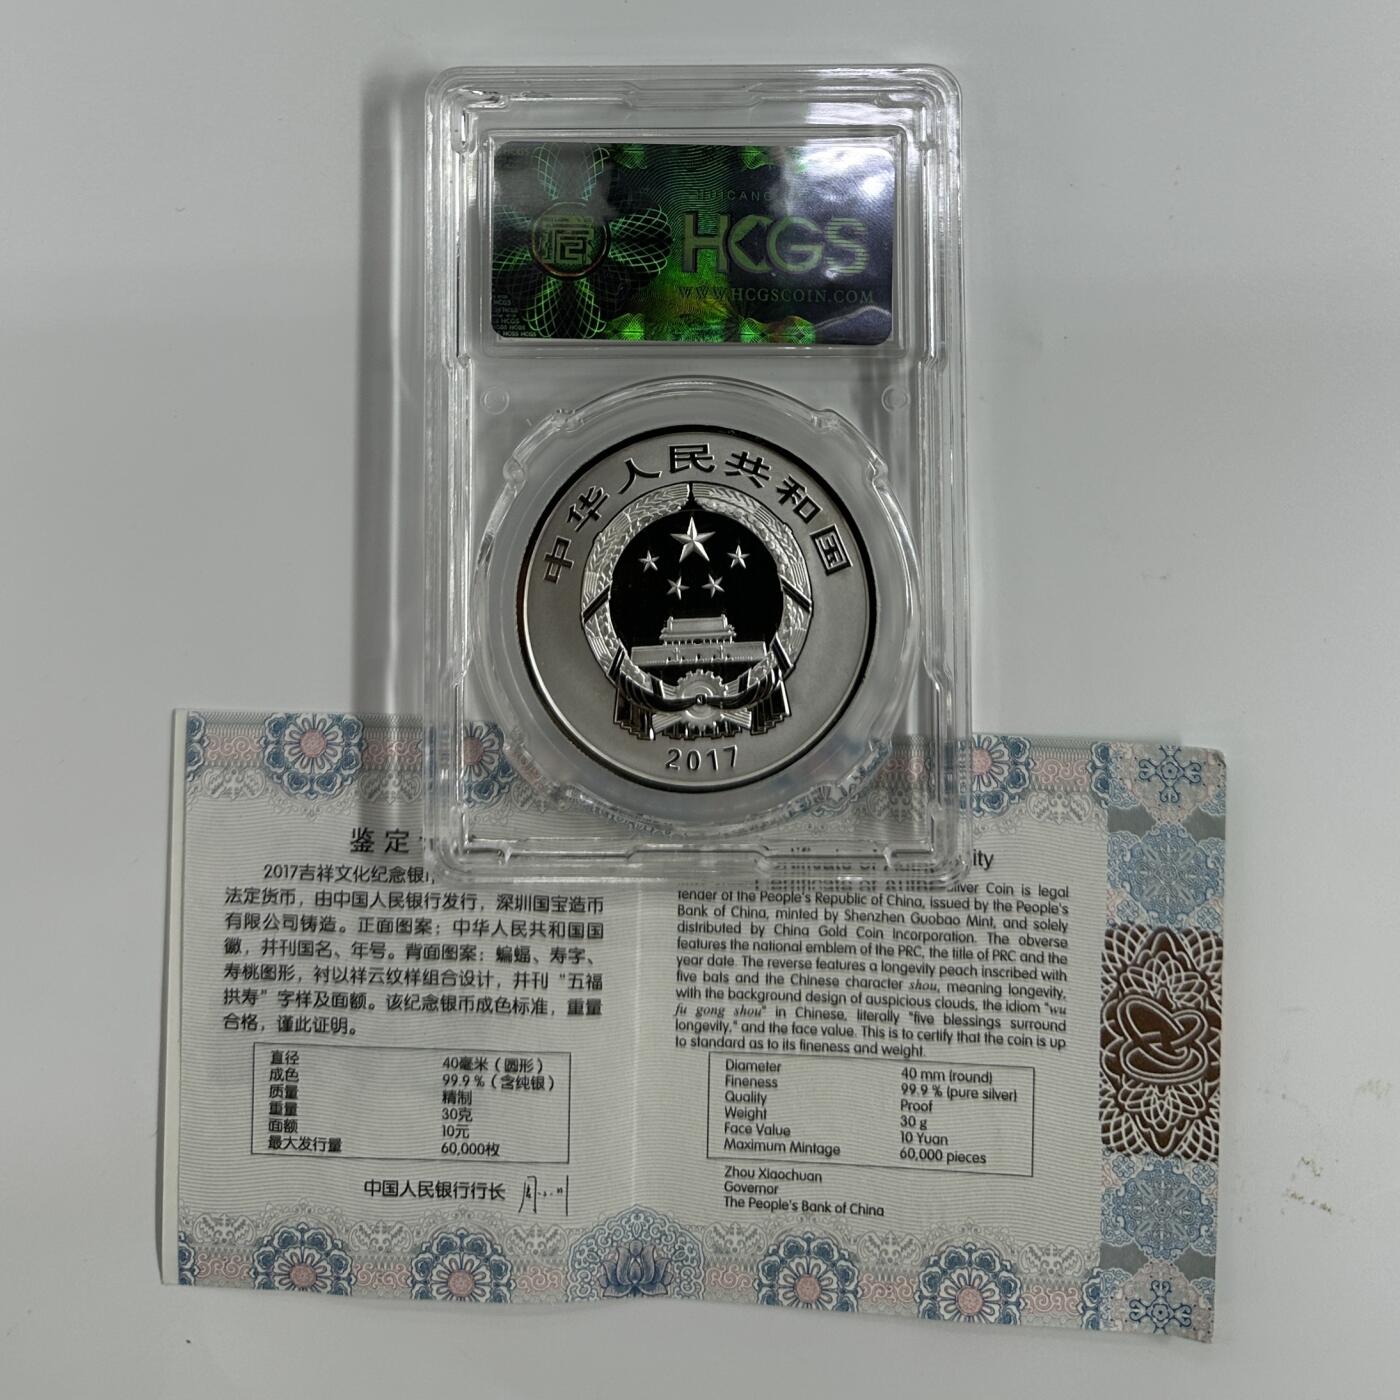 HCGS
WWW.HCGSCOIN.COM
中华人民共和国
2017
鉴定
2017吉祥文化纪念银
法定货币，由中国人民银行发行，深圳国宝造币
有限公司铸造。正面图案：中华人民共和国国
徽，并刊国名、年号。背面图案：蝙蝠、寿字、
寿桃图形，衬以祥云纹样组合设计，并刊“五福
拱寿”字样及面额。该纪念银币成色标准，重量
合格，谨此证明。
直径 40毫米（圆形）
成色 99.9%（含纯银）
质量 精制
重量 30克
面额 10元
最大发行量 60,000枚
中国人民银行行长
Silver Coin is legal
tender of the People's Republic of China, issued by the People's
Bank of China, minted by Shenzhen Guobao Mint, and solely
distributed by China Gold Coin Incorporation. The obverse
features the national emblem of the PRC, the title of PRC and the
year date. The reverse features a longevity peach inscribed with
five bats and the Chinese character shou, meaning longevity,
with the background design of auspicious clouds, the idiom "wu
fu gong shou" in Chinese, literally "five blessings surround
longevity," and the face value. This is to certify that the coin is up
to standard as to its fineness and weight.
Diameter 40 mm (round)
Fineness 99.9 % (pure silver)
Quality Proof
Weight 30 g
Face Value 10 Yuan
Maximum Mintage 60,000 pieces
Zhou Xiaochuan
Governor
The People's Bank of China